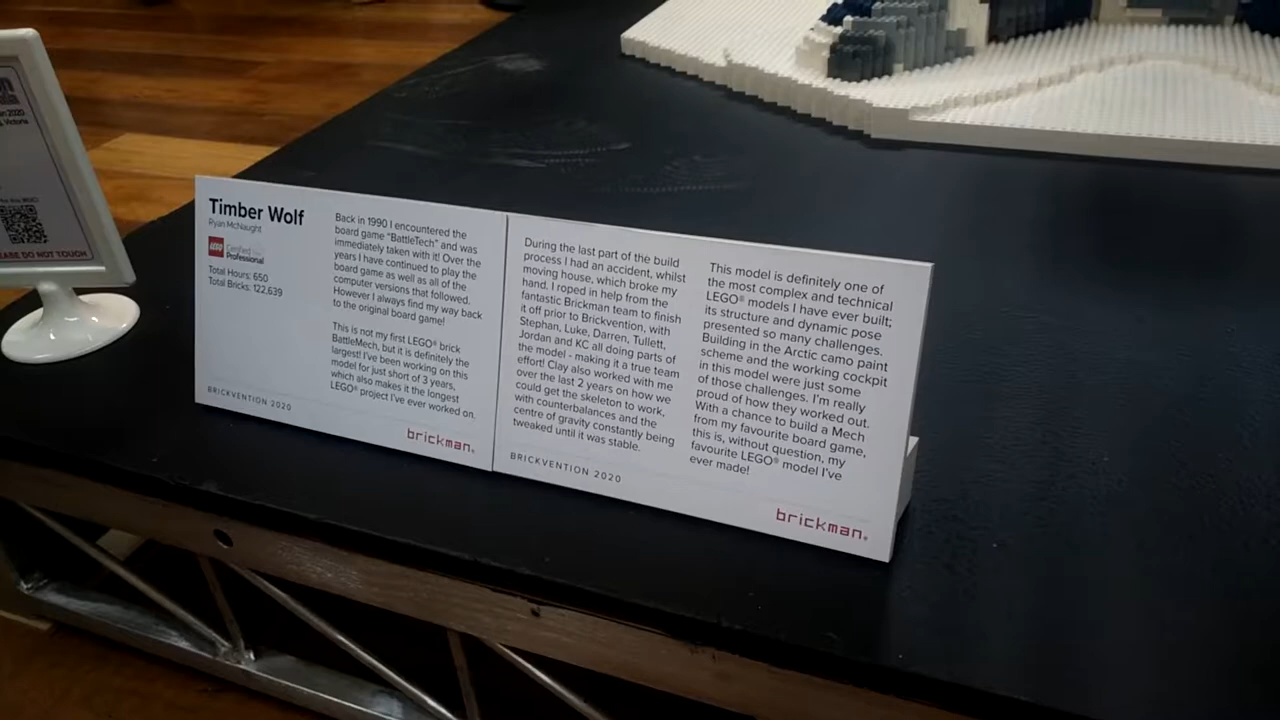 n 2020
Victoria
PLEASE DO NOT TOUCH
Timber Wolf
Ryan McNaught
LEGO Certified Professional
Total Hours: 650
Total Bricks: 122,639
Back in 1990 I encountered the
board game "BattleTech" and was
immediately taken with it! Over the
years I have continued to play the
board game as well as all of the
computer versions that followed.
However I always find my way back
to the original board game!
This is not my first LEGO® brick
BattleMech, but it is definitely the
largest! I've been working on this
model for just short of 3 years,
which also makes it the longest
LEGO® project I've ever worked on.
BRICKVENTION 2020
brickman®
During the last part of the build
process I had an accident, whilst
moving house, which broke my
hand. I roped in help from the
fantastic Brickman team to finish
it off prior to Brickvention, with
Stephan, Luke, Darren, Tullett,
Jordan and KC all doing parts of
the model - making it a true team
effort! Clay also worked with me
over the last 2 years on how we
could get the skeleton to work,
with counterbalances and the
centre of gravity constantly being
tweaked until it was stable.
This model is definitely one of
the most complex and technical
LEGO® models I have ever built;
its structure and dynamic pose
presented so many challenges.
Building in the Arctic camo paint
scheme and the working cockpit
in this model were just some
of those challenges. I'm really
proud of how they worked out.
With a chance to build a Mech
from my favourite board game,
this is, without question, my
favourite LEGO® model I've
ever made!
BRICKVENTION 2020
brickman®